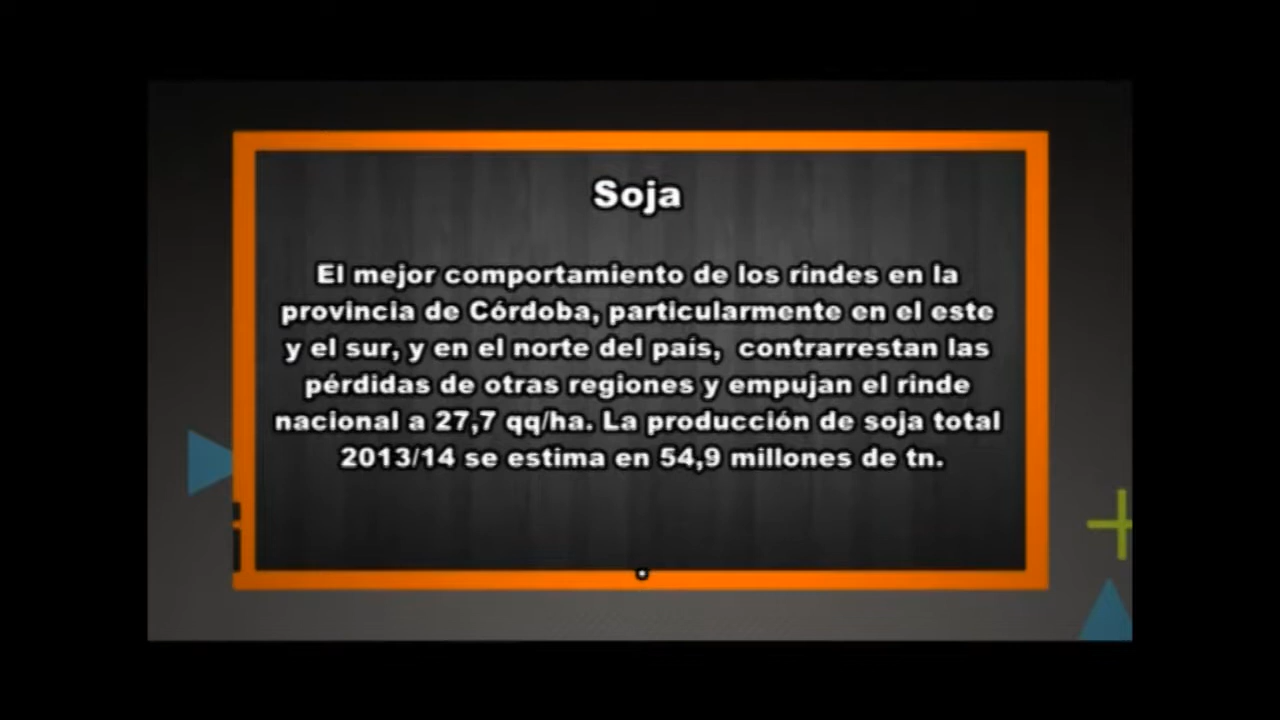 Soja
El mejor comportamiento de los rindes en la
provincia de Córdoba, particularmente en el este
y el sur, y en el norte del país, contrarrestan las
pérdidas de otras regiones y empujan el rinde
nacional a 27,7 qq/ha. La producción de soja total
2013/14 se estima en 54,9 millones de tn.
.